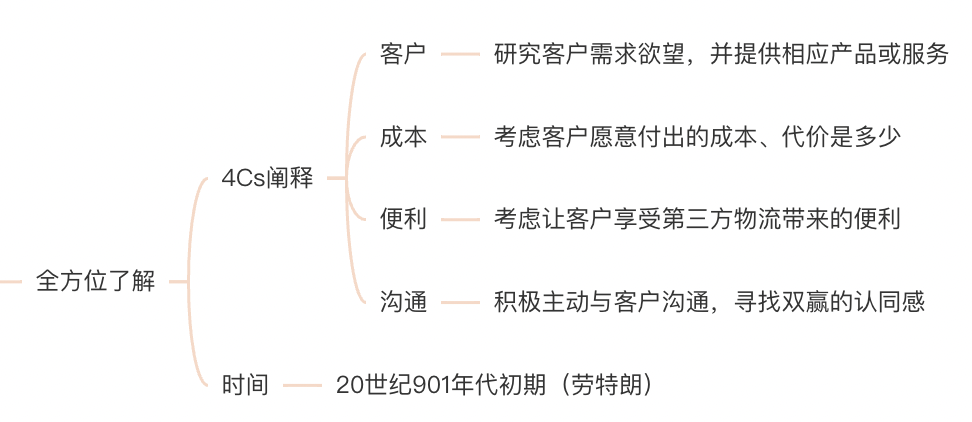 客户
研究客户需求欲望，并提供相应产品或服务
成本
考虑客户愿意付出的成本、代价是多少
4Cs阐释
便利
考虑让客户享受第三方物流带来的便利
全方位了解
沟通
积极主动与客户沟通，寻找双赢的认同感
时间
20世纪901年代初期（劳特朗）